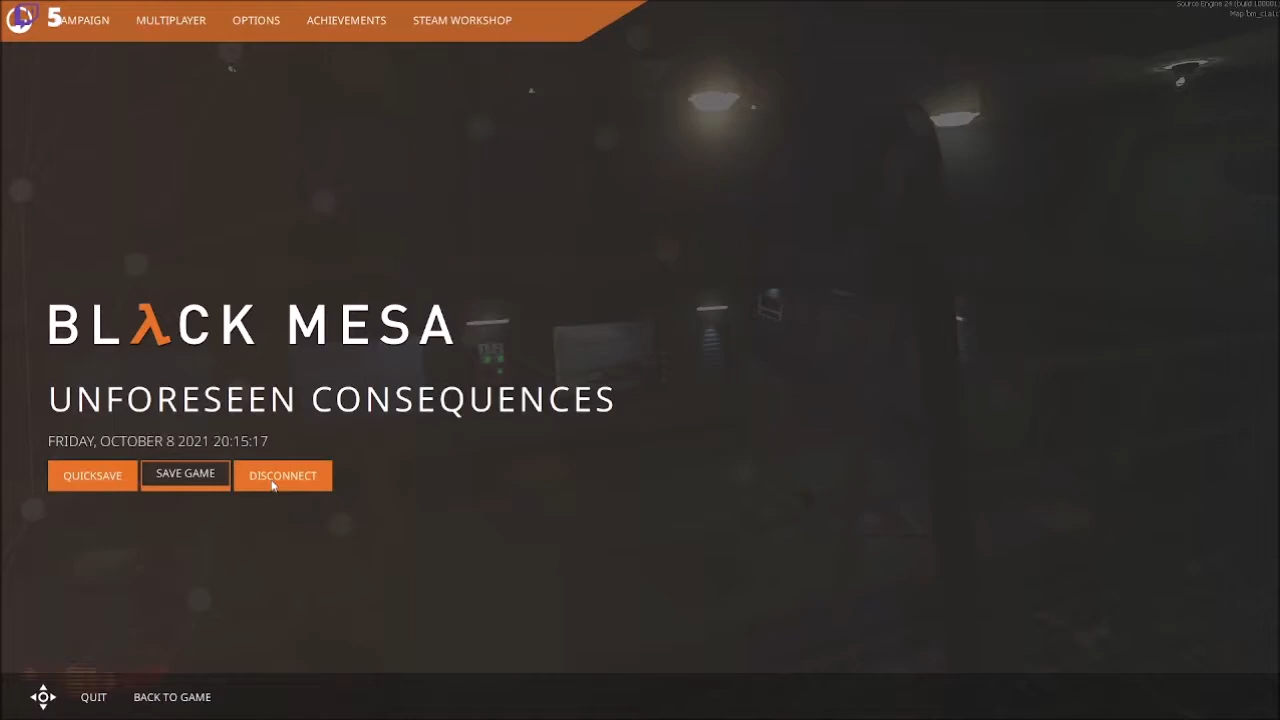 5
AMPAIGN MULTIPLAYER OPTIONS ACHIEVEMENTS STEAM WORKSHOP
BLλCK MESA
UNFORESEEN CONSEQUENCES
FRIDAY, OCTOBER 8 2021 20:15:17
QUICKSAVE SAVE GAME DISCONNECT
QUIT BACK TO GAME